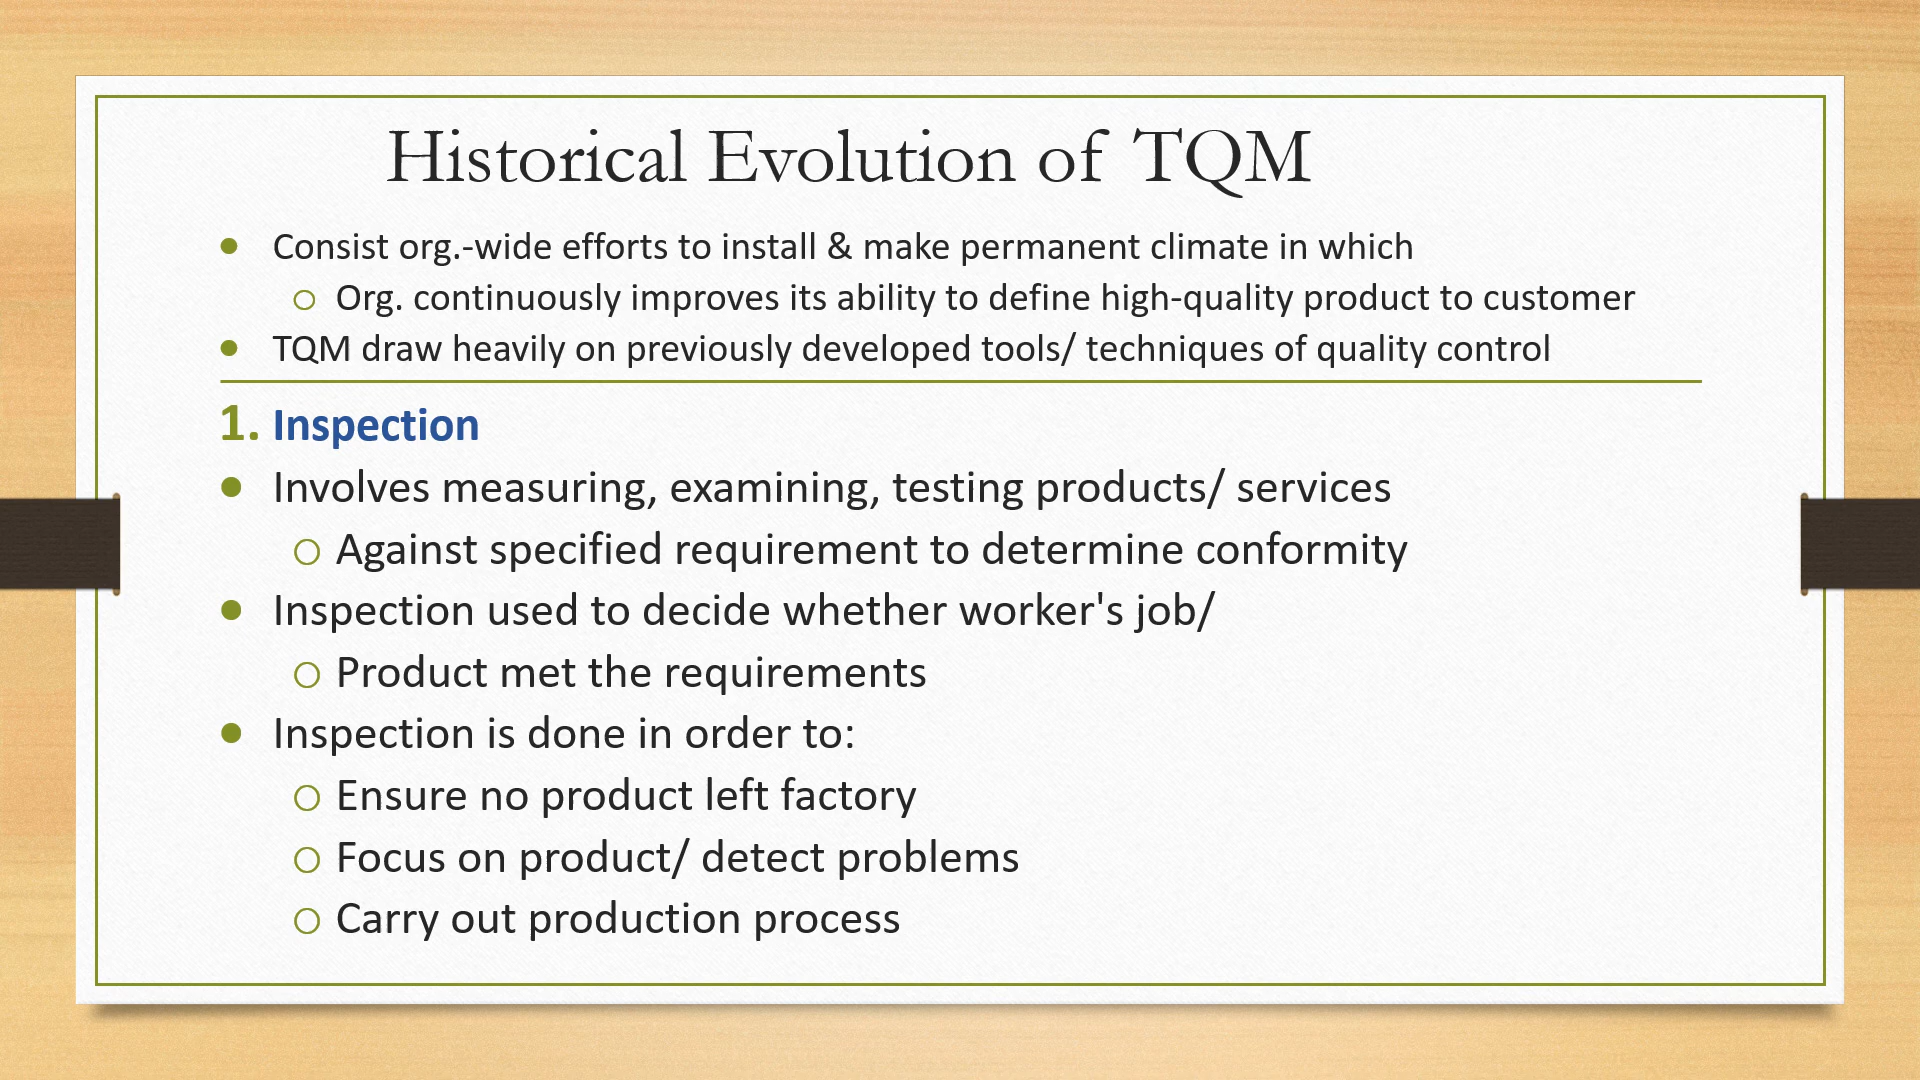 Historical Evolution of TQM
• Consist org.-wide efforts to install & make permanent climate in which
o Org. continuously improves its ability to define high-quality product to customer
• TQM draw heavily on previously developed tools/ techniques of quality control
1. Inspection
• Involves measuring, examining, testing products/ services
o Against specified requirement to determine conformity
• Inspection used to decide whether worker's job/
o Product met the requirements
• Inspection is done in order to:
o Ensure no product left factory
o Focus on product/ detect problems
o Carry out production process